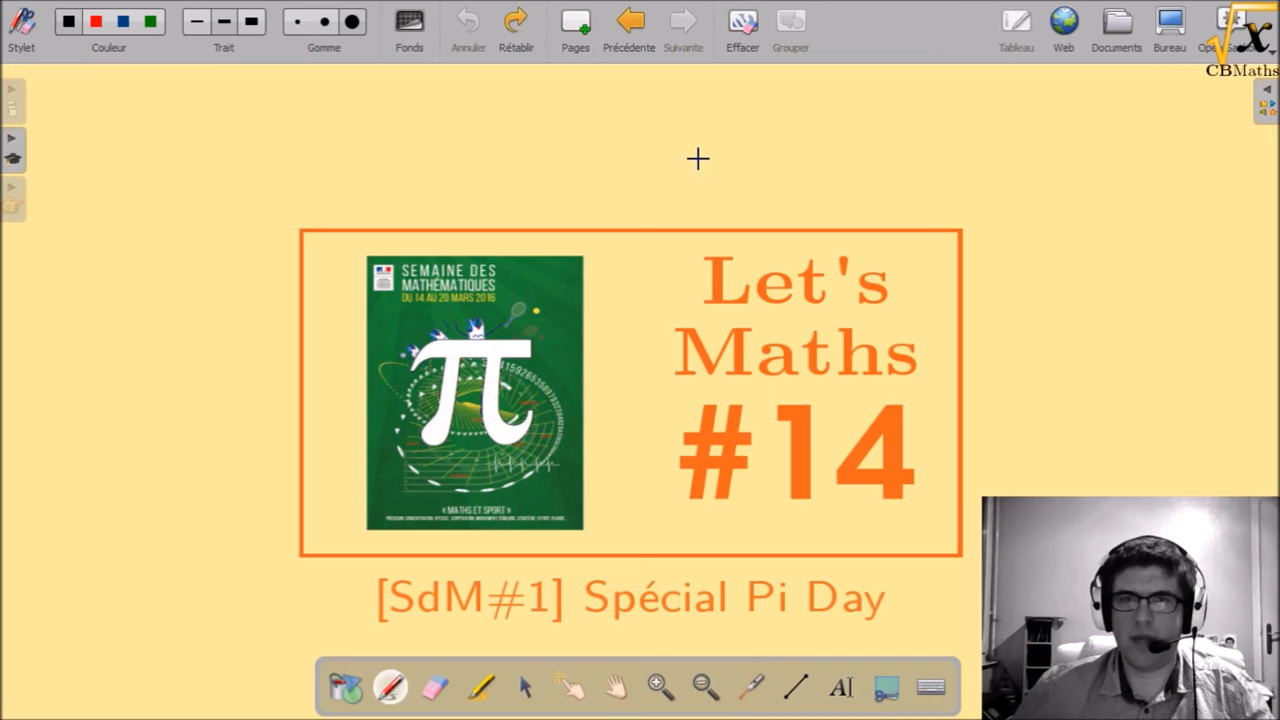 Stylet
Couleur
Trait
Gomme
Fonds
Annuler
Rétablir
Pages
Précédente
Suivante
Effacer
Grouper
Tableau
Web
Documents
Bureau
CBMaths
SEMAINE DES
MATHÉMATIQUES
DU 14 AU 20 MARS 2016
π
« MATHS ET SPORT »
Let's
Maths
#14
[SdM#1] Spécial Pi Day
AI